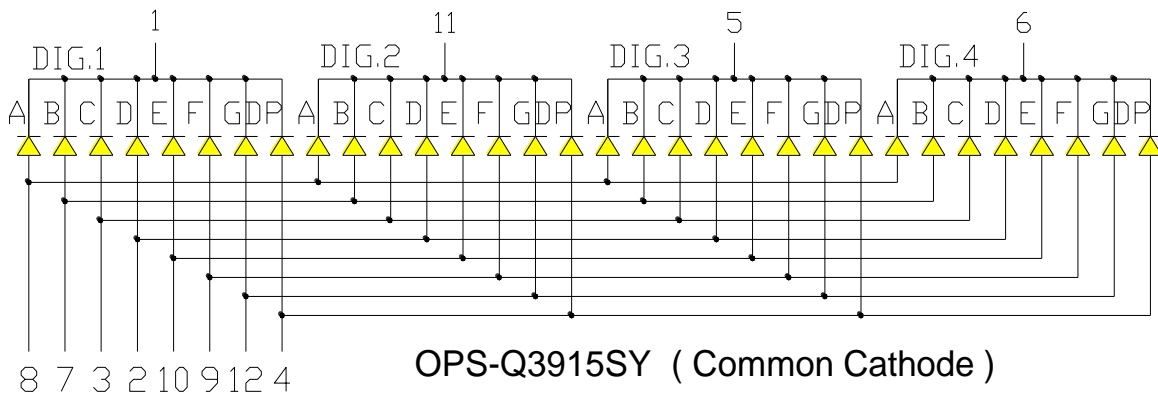 1 11 5 6
DIG.1 DIG.2 DIG.3 DIG.4
A B C D E F G DP A B C D E F G DP A B C D E F G DP A B C D E F G DP
8 7 3 2 10 9 12 4
OPS-Q3915SY ( Common Cathode )